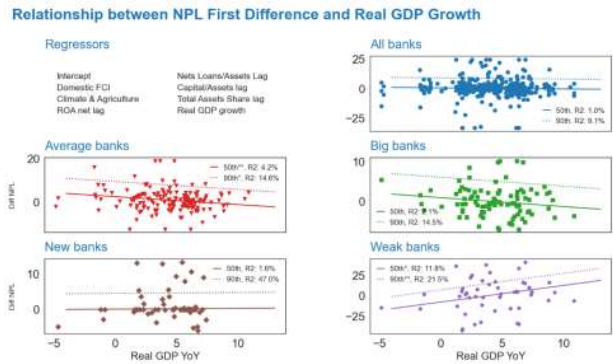 Relationship between NPL First Difference and Real GDP Growth
Regressors
Intercept
Domestic FCI
Climate & Agriculture
ROA net lag
Nets Loans/Assets Lag
Capital/Assets lag
Total Assets Share lag
Real GDP growth
All banks
25
0
−25
50th, R2: 1.0%
90th, R2: 9.1%
Average banks
20
0
Diff NPL
50th**, R2: 4.2%
90th*, R2: 14.6%
Big banks
10
0
50th, R2: 5.1%
90th, R2: 14.5%
New banks
10
0
Diff NPL
50th, R2: 1.6%
90th, R2: 47.0%
−5
0
5
10
Real GDP YoY
Weak banks
25
0
−25
50th*, R2: 11.8%
90th**, R2: 21.5%
−5
0
5
10
Real GDP YoY